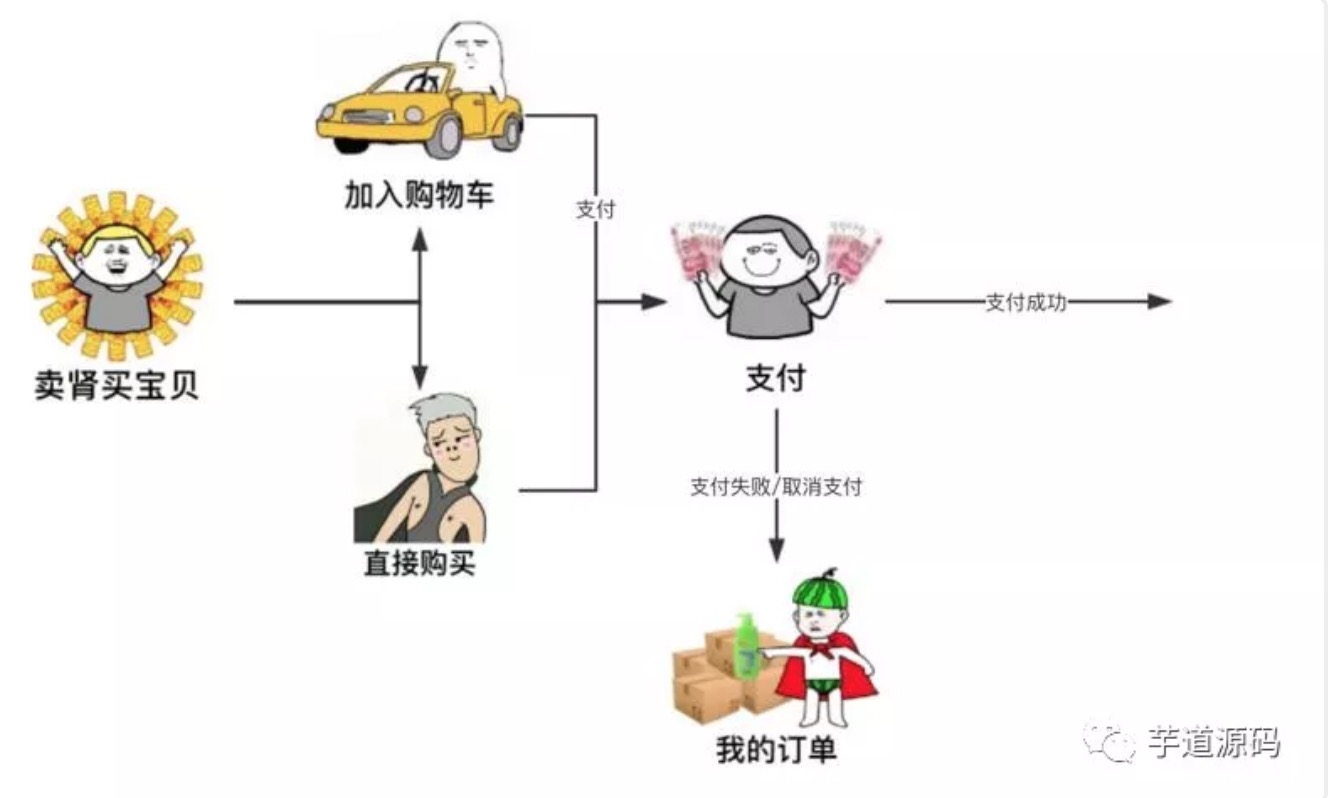 加入购物车
支付
卖肾买宝贝
支付成功
支付
直接购买
支付失败/取消支付
我的订单
芋道源码